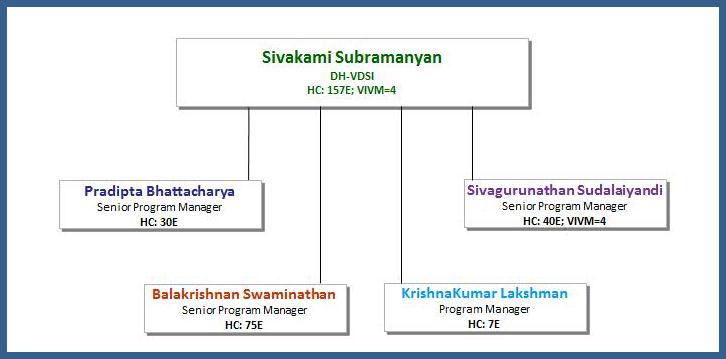 Sivakami Subramanyan
DH-VDSI
HC: 157E; VIVM=4
Pradipta Bhattacharya
Senior Program Manager
HC: 30E
Sivagurunathan Sudalaiyandi
Senior Program Manager
HC: 40E; VIVM=4
Balakrishnan Swaminathan
Senior Program Manager
HC: 75E
KrishnaKumar Lakshman
Program Manager
HC: 7E